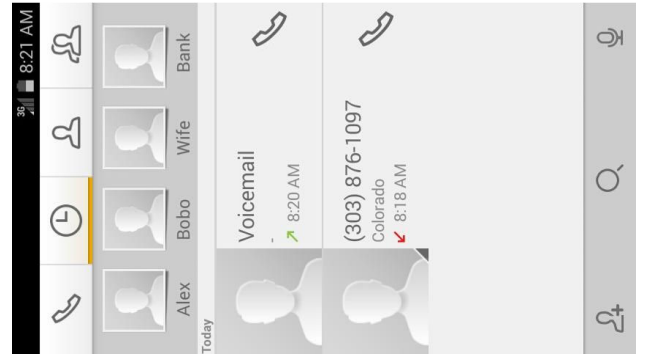 3G 8:21 AM
Alex Bobo Wife Bank
Today
Voicemail
-
8:20 AM
(303) 876-1097
Colorado
8:18 AM